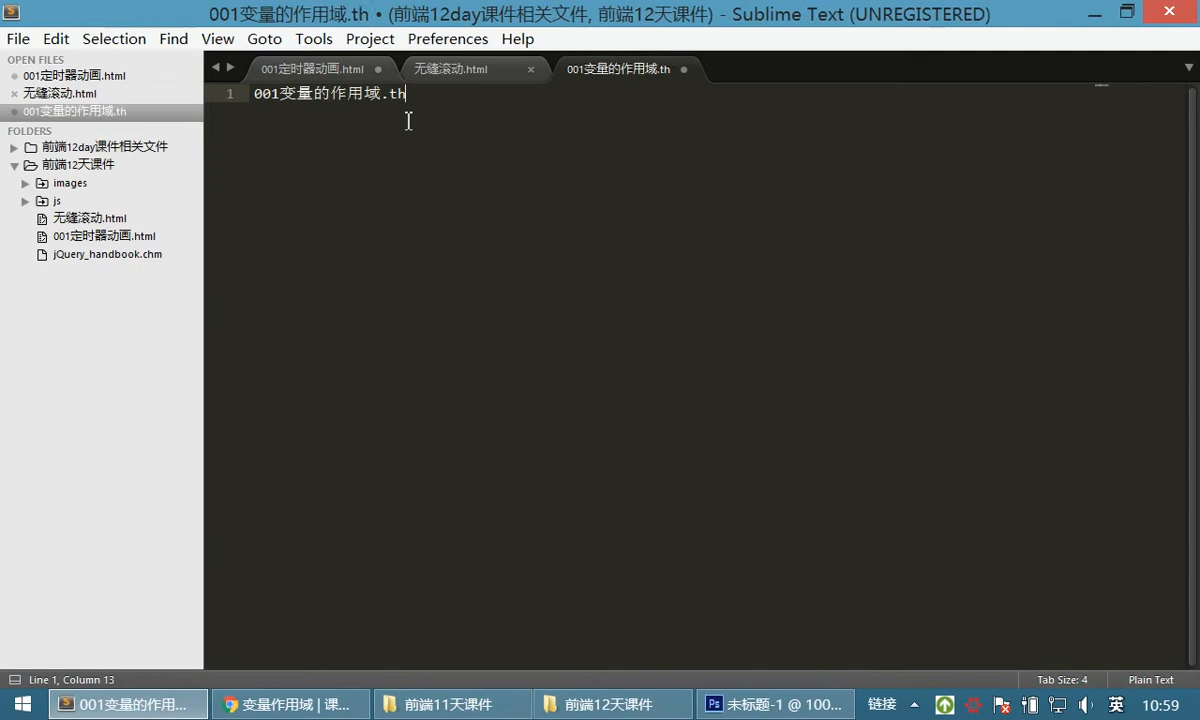 001变量的作用域.th • (前端12day课件相关文件, 前端12天课件) - Sublime Text (UNREGISTERED)
File Edit Selection Find View Goto Tools Project Preferences Help
OPEN FILES
001定时器动画.html
无缝滚动.html
001变量的作用域.th
FOLDERS
前端12day课件相关文件
前端12天课件
images
js
无缝滚动.html
001定时器动画.html
jQuery_handbook.chm
001定时器动画.html 无缝滚动.html 001变量的作用域.th
1 001变量的作用域.th
Line 1, Column 13 Tab Size: 4 Plain Text
001变量的作用... 变量作用域 | 课... 前端11天课件 前端12天课件 未标题-1 @ 100... 链接 英 10:59